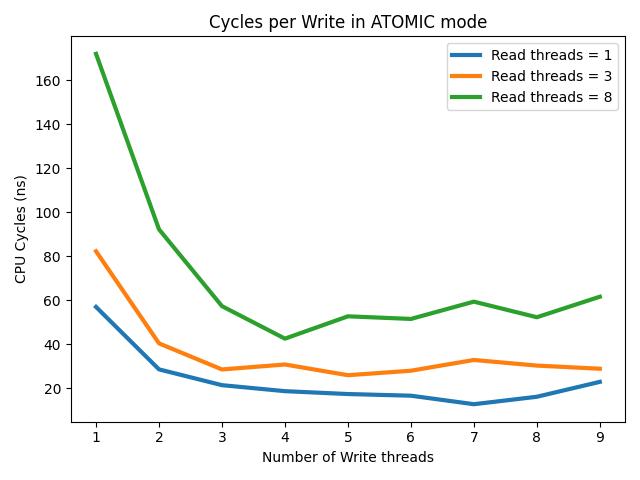 Cycles per Write in ATOMIC mode
Read threads = 1
Read threads = 3
Read threads = 8
CPU Cycles (ns)
160
140
120
100
80
60
40
20
1 2 3 4 5 6 7 8 9
Number of Write threads